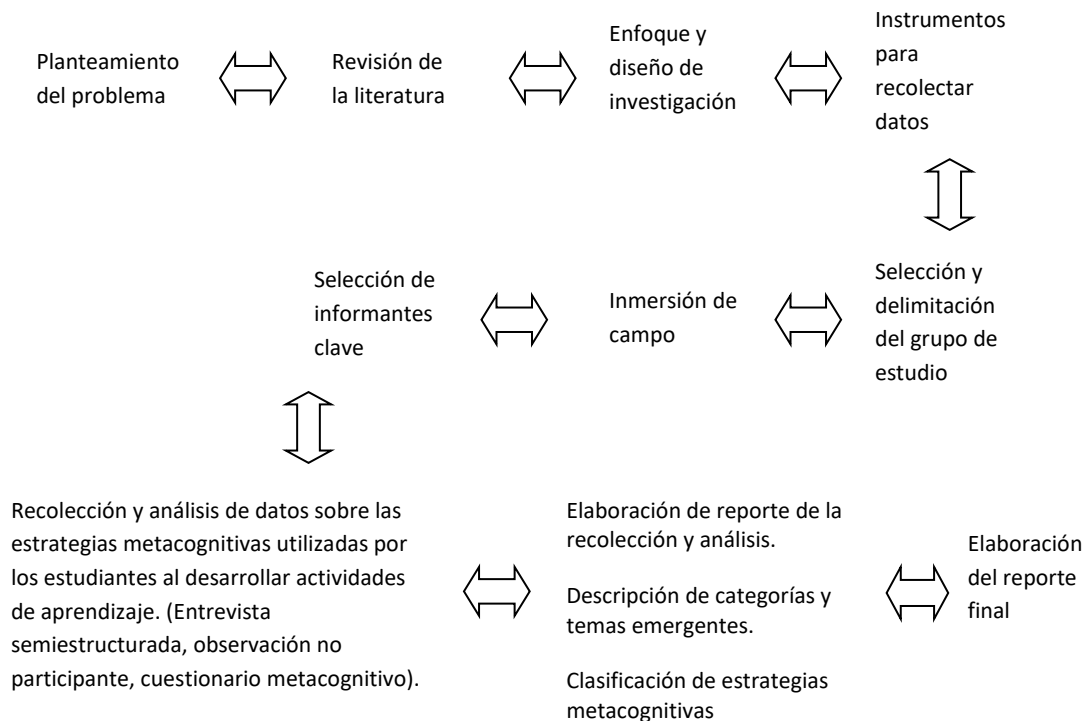 Planteamiento
del problema
Revisión de
la literatura
Enfoque y
diseño de
investigación
Instrumentos
para
recolectar
datos
Selección de
informantes
clave
Inmersión de
campo
Selección y
delimitación
del grupo de
estudio
Recolección y análisis de datos sobre las
estrategias metacognitivas utilizadas por
los estudiantes al desarrollar actividades
de aprendizaje. (Entrevista
semiestructurada, observación no
participante, cuestionario metacognitivo).
Elaboración de reporte de la
recolección y análisis.
Descripción de categorías y
temas emergentes.
Clasificación de estrategias
metacognitivas
Elaboración
del reporte
final